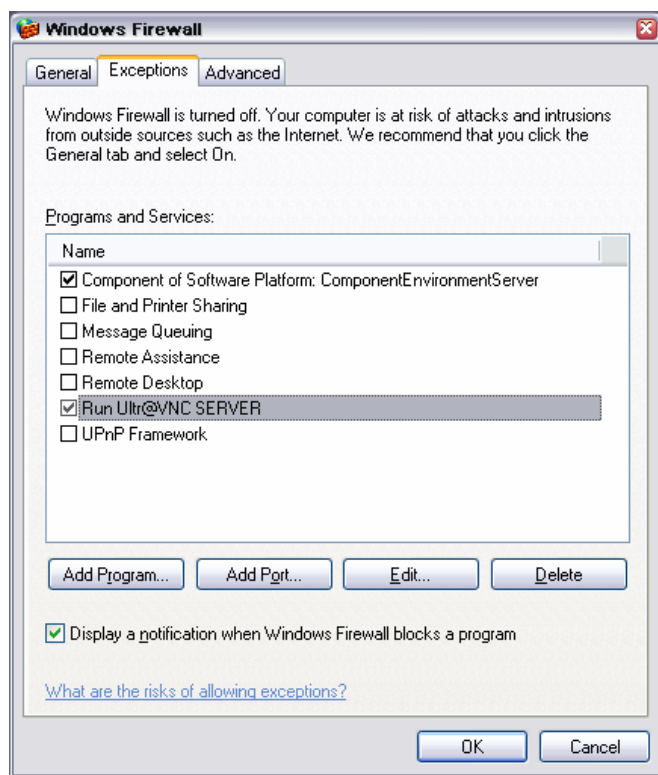 Windows Firewall
General Exceptions Advanced
Windows Firewall is turned off. Your computer is at risk of attacks and intrusions
from outside sources such as the Internet. We recommend that you click the
General tab and select On.
Programs and Services:
Name
Component of Software Platform: ComponentEnvironmentServer
File and Printer Sharing
Message Queuing
Remote Assistance
Remote Desktop
Run Ultr@VNC SERVER
UPnP Framework
Add Program... Add Port... Edit... Delete
Display a notification when Windows Firewall blocks a program
What are the risks of allowing exceptions?
OK Cancel